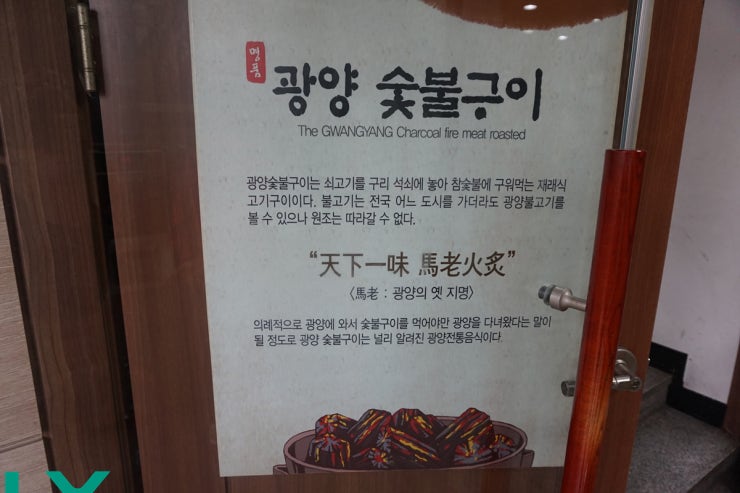 명품
광양 숯불구이
The GWANGYANG Charcoal fire meat roasted
광양숯불구이는 쇠고기를 구리 석쇠에 놓아 참숯불에 구워먹는 재래식
고기구이이다. 불고기는 전국 어느 도시를 가더라도 광양불고기를
볼 수 있으나 원조는 따라갈 수 없다.
“天下一味 馬老火炙”
〈馬老 : 광양의 옛 지명〉
의례적으로 광양에 와서 숯불구이를 먹어야만 광양을 다녀왔다는 말이
될 정도로 광양 숯불구이는 널리 알려진 광양전통음식이다.